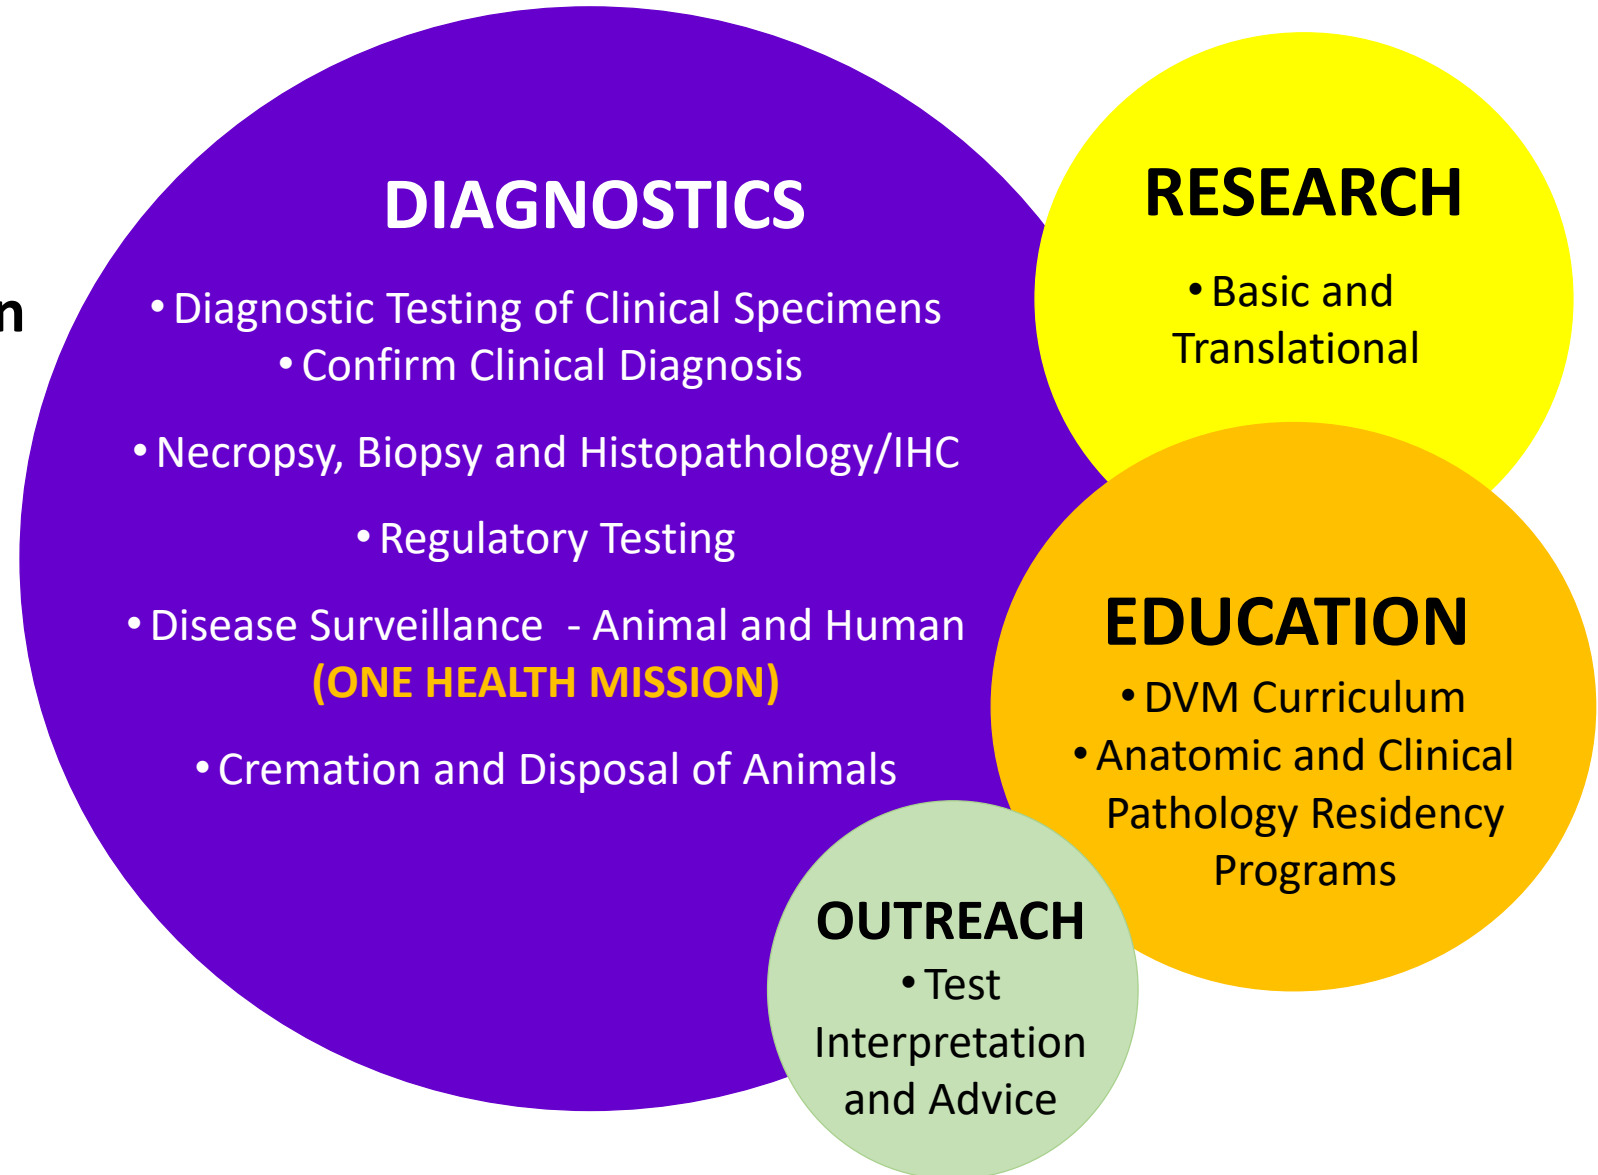 DIAGNOSTICS
• Diagnostic Testing of Clinical Specimens
• Confirm Clinical Diagnosis
• Necropsy, Biopsy and Histopathology/IHC
• Regulatory Testing
• Disease Surveillance  - Animal and Human
(ONE HEALTH MISSION)
• Cremation and Disposal of Animals
RESEARCH
• Basic and
Translational
EDUCATION
• DVM Curriculum
• Anatomic and Clinical
Pathology Residency
Programs
OUTREACH
• Test
Interpretation
and Advice